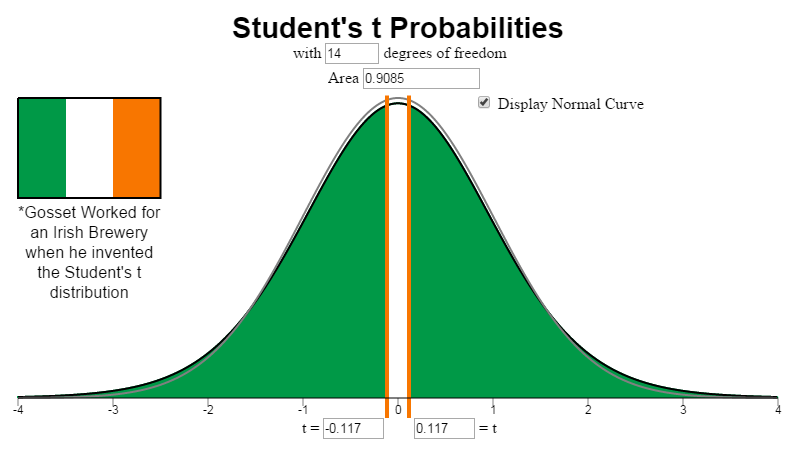 Student's t Probabilities
with 14 degrees of freedom
Area 0.9085
Display Normal Curve
*Gosset Worked for
an Irish Brewery
when he invented
the Student's t
distribution
-4 -3 -2 -1 0 1 2 3 4
t = -0.117 0.117 = t